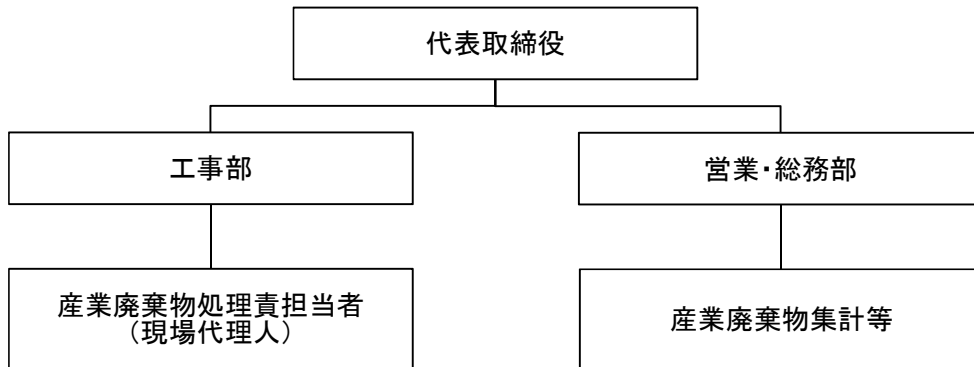 代表取締役
工事部
営業・総務部
産業廃棄物処理責担当者
（現場代理人）
産業廃棄物集計等